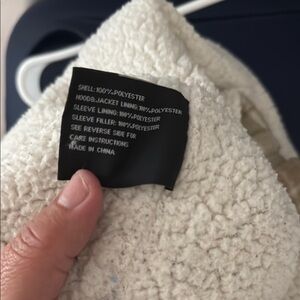 SHELL:100%POLYESTER
HOOD&JACKET LINING:100%POLYESTER
SLEEVE LINING:100%POLYESTER
SLEEVE FILLER:100%POLYESTER
SEE REVERSE SIDE FOR
CARE INSTRUCTIONS
MADE IN CHINA